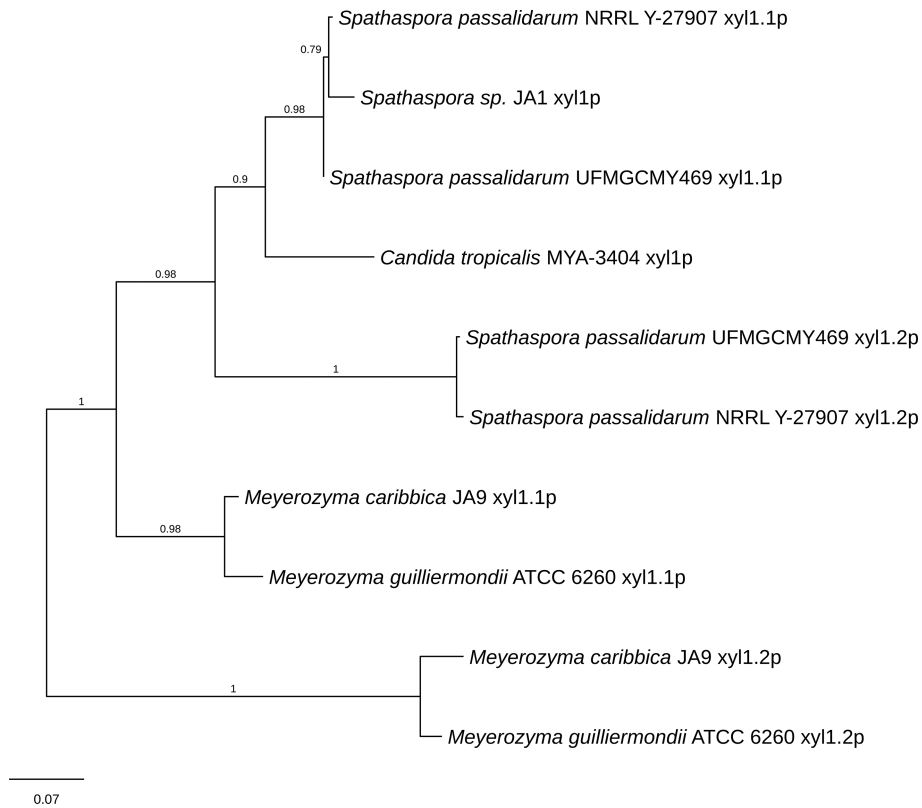 Spathaspora passalidarum NRRL Y-27907 xyl1.1p
0.79
Spathaspora sp. JA1 xyl1p
0.98
Spathaspora passalidarum UFMGCMY469 xyl1.1p
0.9
Candida tropicalis MYA-3404 xyl1p
0.98
Spathaspora passalidarum UFMGCMY469 xyl1.2p
1
Spathaspora passalidarum NRRL Y-27907 xyl1.2p
1
Meyerozyma caribbica JA9 xyl1.1p
0.98
Meyerozyma guilliermondii ATCC 6260 xyl1.1p
Meyerozyma caribbica JA9 xyl1.2p
1
Meyerozyma guilliermondii ATCC 6260 xyl1.2p
0.07